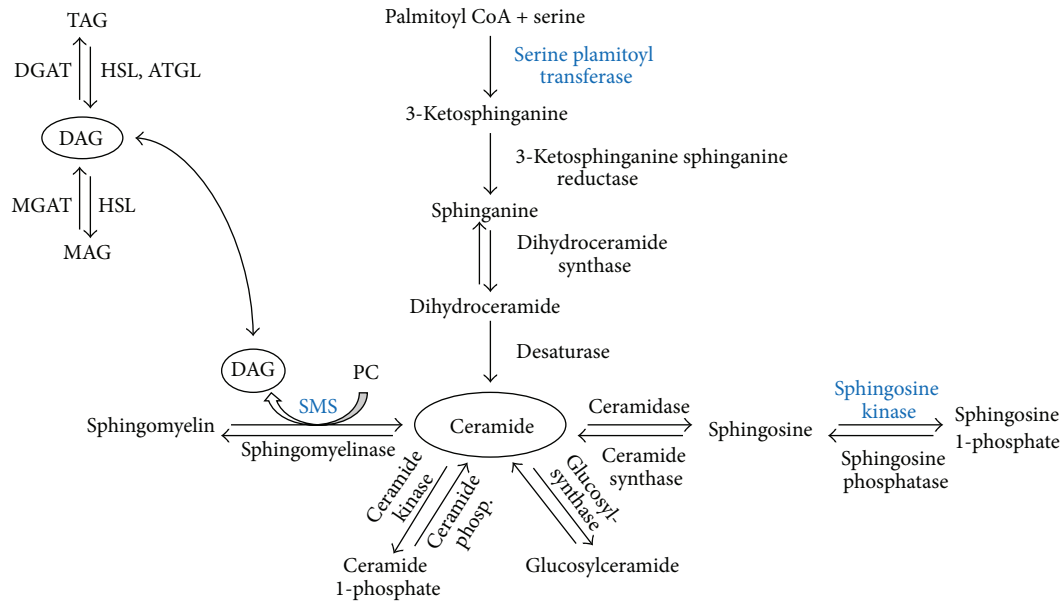 TAG
DGAT
HSL, ATGL
DAG
MGAT
HSL
MAG
Palmitoyl CoA + serine
Serine plamitoyl
transferase
3-Ketosphinganine
3-Ketosphinganine sphinganine
reductase
Sphinganine
Dihydroceramide
synthase
Dihydroceramide
Desaturase
DAG
PC
SMS
Sphingomyelin
Sphingomyelinase
Ceramide
Ceramidase
Ceramide
synthase
Sphingosine
Sphingosine
kinase
Sphingosine
phosphatase
Sphingosine
1-phosphate
Ceramide
kinase
Ceramide
phosp.
Ceramide
1-phosphate
Glucosyl-
synthase
Glucosylceramide